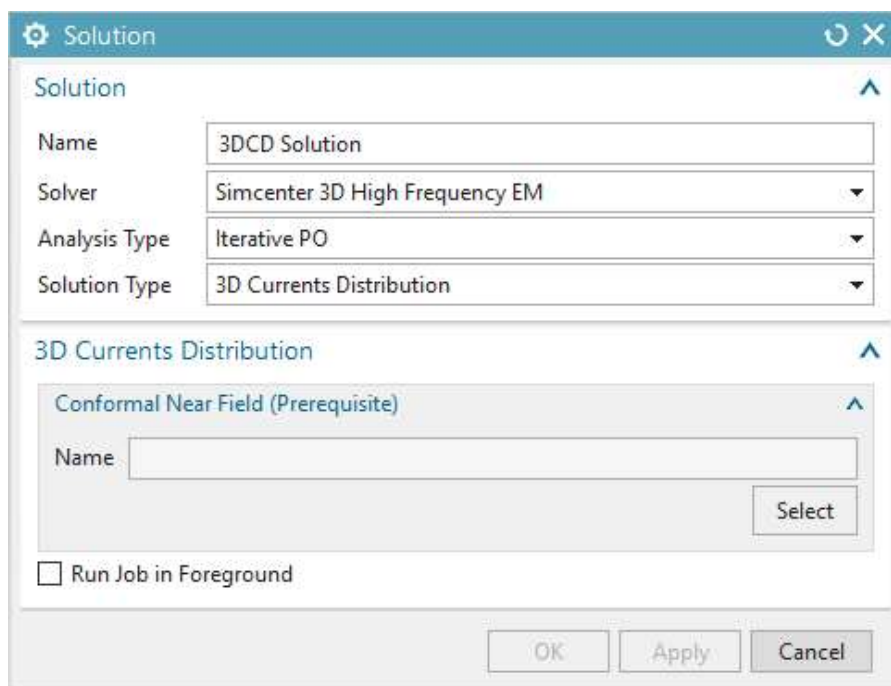 Solution
Solution
Name 3DCD Solution
Solver Simcenter 3D High Frequency EM
Analysis Type Iterative PO
Solution Type 3D Currents Distribution
3D Currents Distribution
Conformal Near Field (Prerequisite)
Name
Select
Run Job in Foreground
OK Apply Cancel